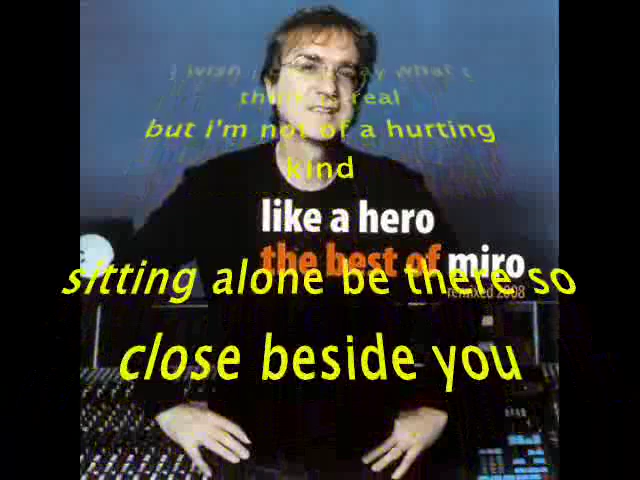 i wish
real
but i'm not of a hurting
kind
like a hero
the best of miro
remixed 2008
sitting alone be there so
close beside you